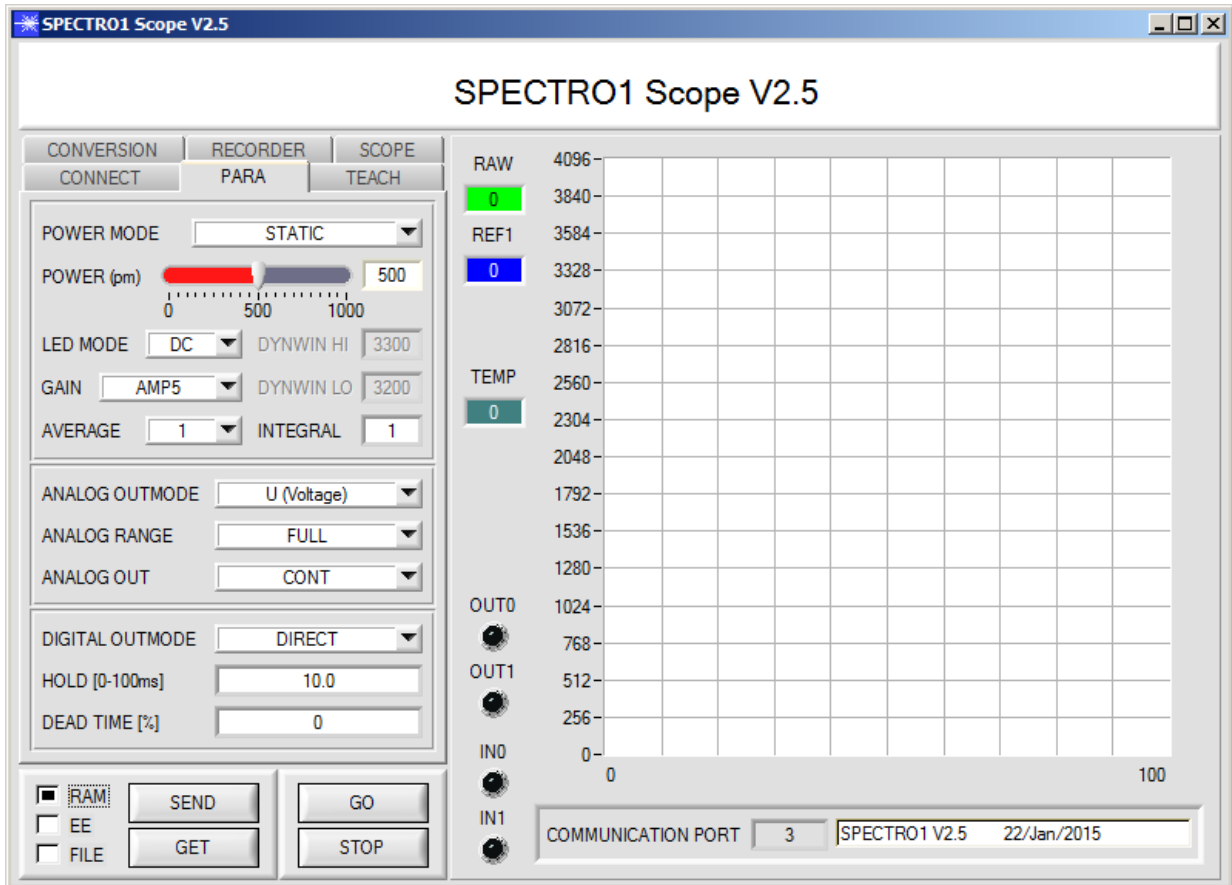 SPECTRO1 Scope V2.5
SPECTRO1 Scope V2.5
CONVERSION RECORDER SCOPE
CONNECT PARA TEACH
POWER MODE STATIC
POWER (pm) 500
0 500 1000
LED MODE DC DYNWIN HI 3300
GAIN AMP5 DYNWIN LO 3200
AVERAGE 1 INTEGRAL 1
ANALOG OUTMODE U (Voltage)
ANALOG RANGE FULL
ANALOG OUT CONT
DIGITAL OUTMODE DIRECT
HOLD [0-100ms] 10.0
DEAD TIME [%] 0
RAM
EE
FILE
SEND
GET
GO
STOP
RAW
0
REF1
0
TEMP
0
OUT0
OUT1
IN0
IN1
4096
3840
3584
3328
3072
2816
2560
2304
2048
1792
1536
1280
1024
768
512
256
0
0 100
COMMUNICATION PORT 3 SPECTRO1 V2.5 22/Jan/2015